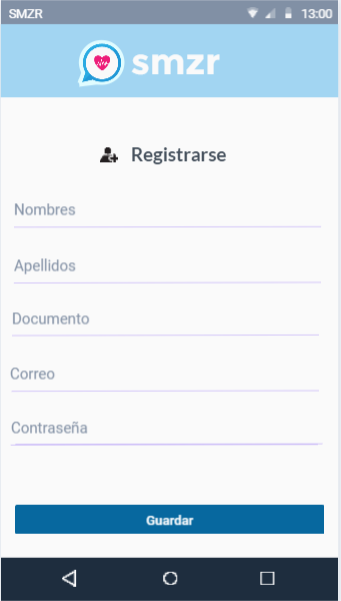 SMZR 13:00
smzr
Registrarse
Nombres
Apellidos
Documento
Correo
Contraseña
Guardar